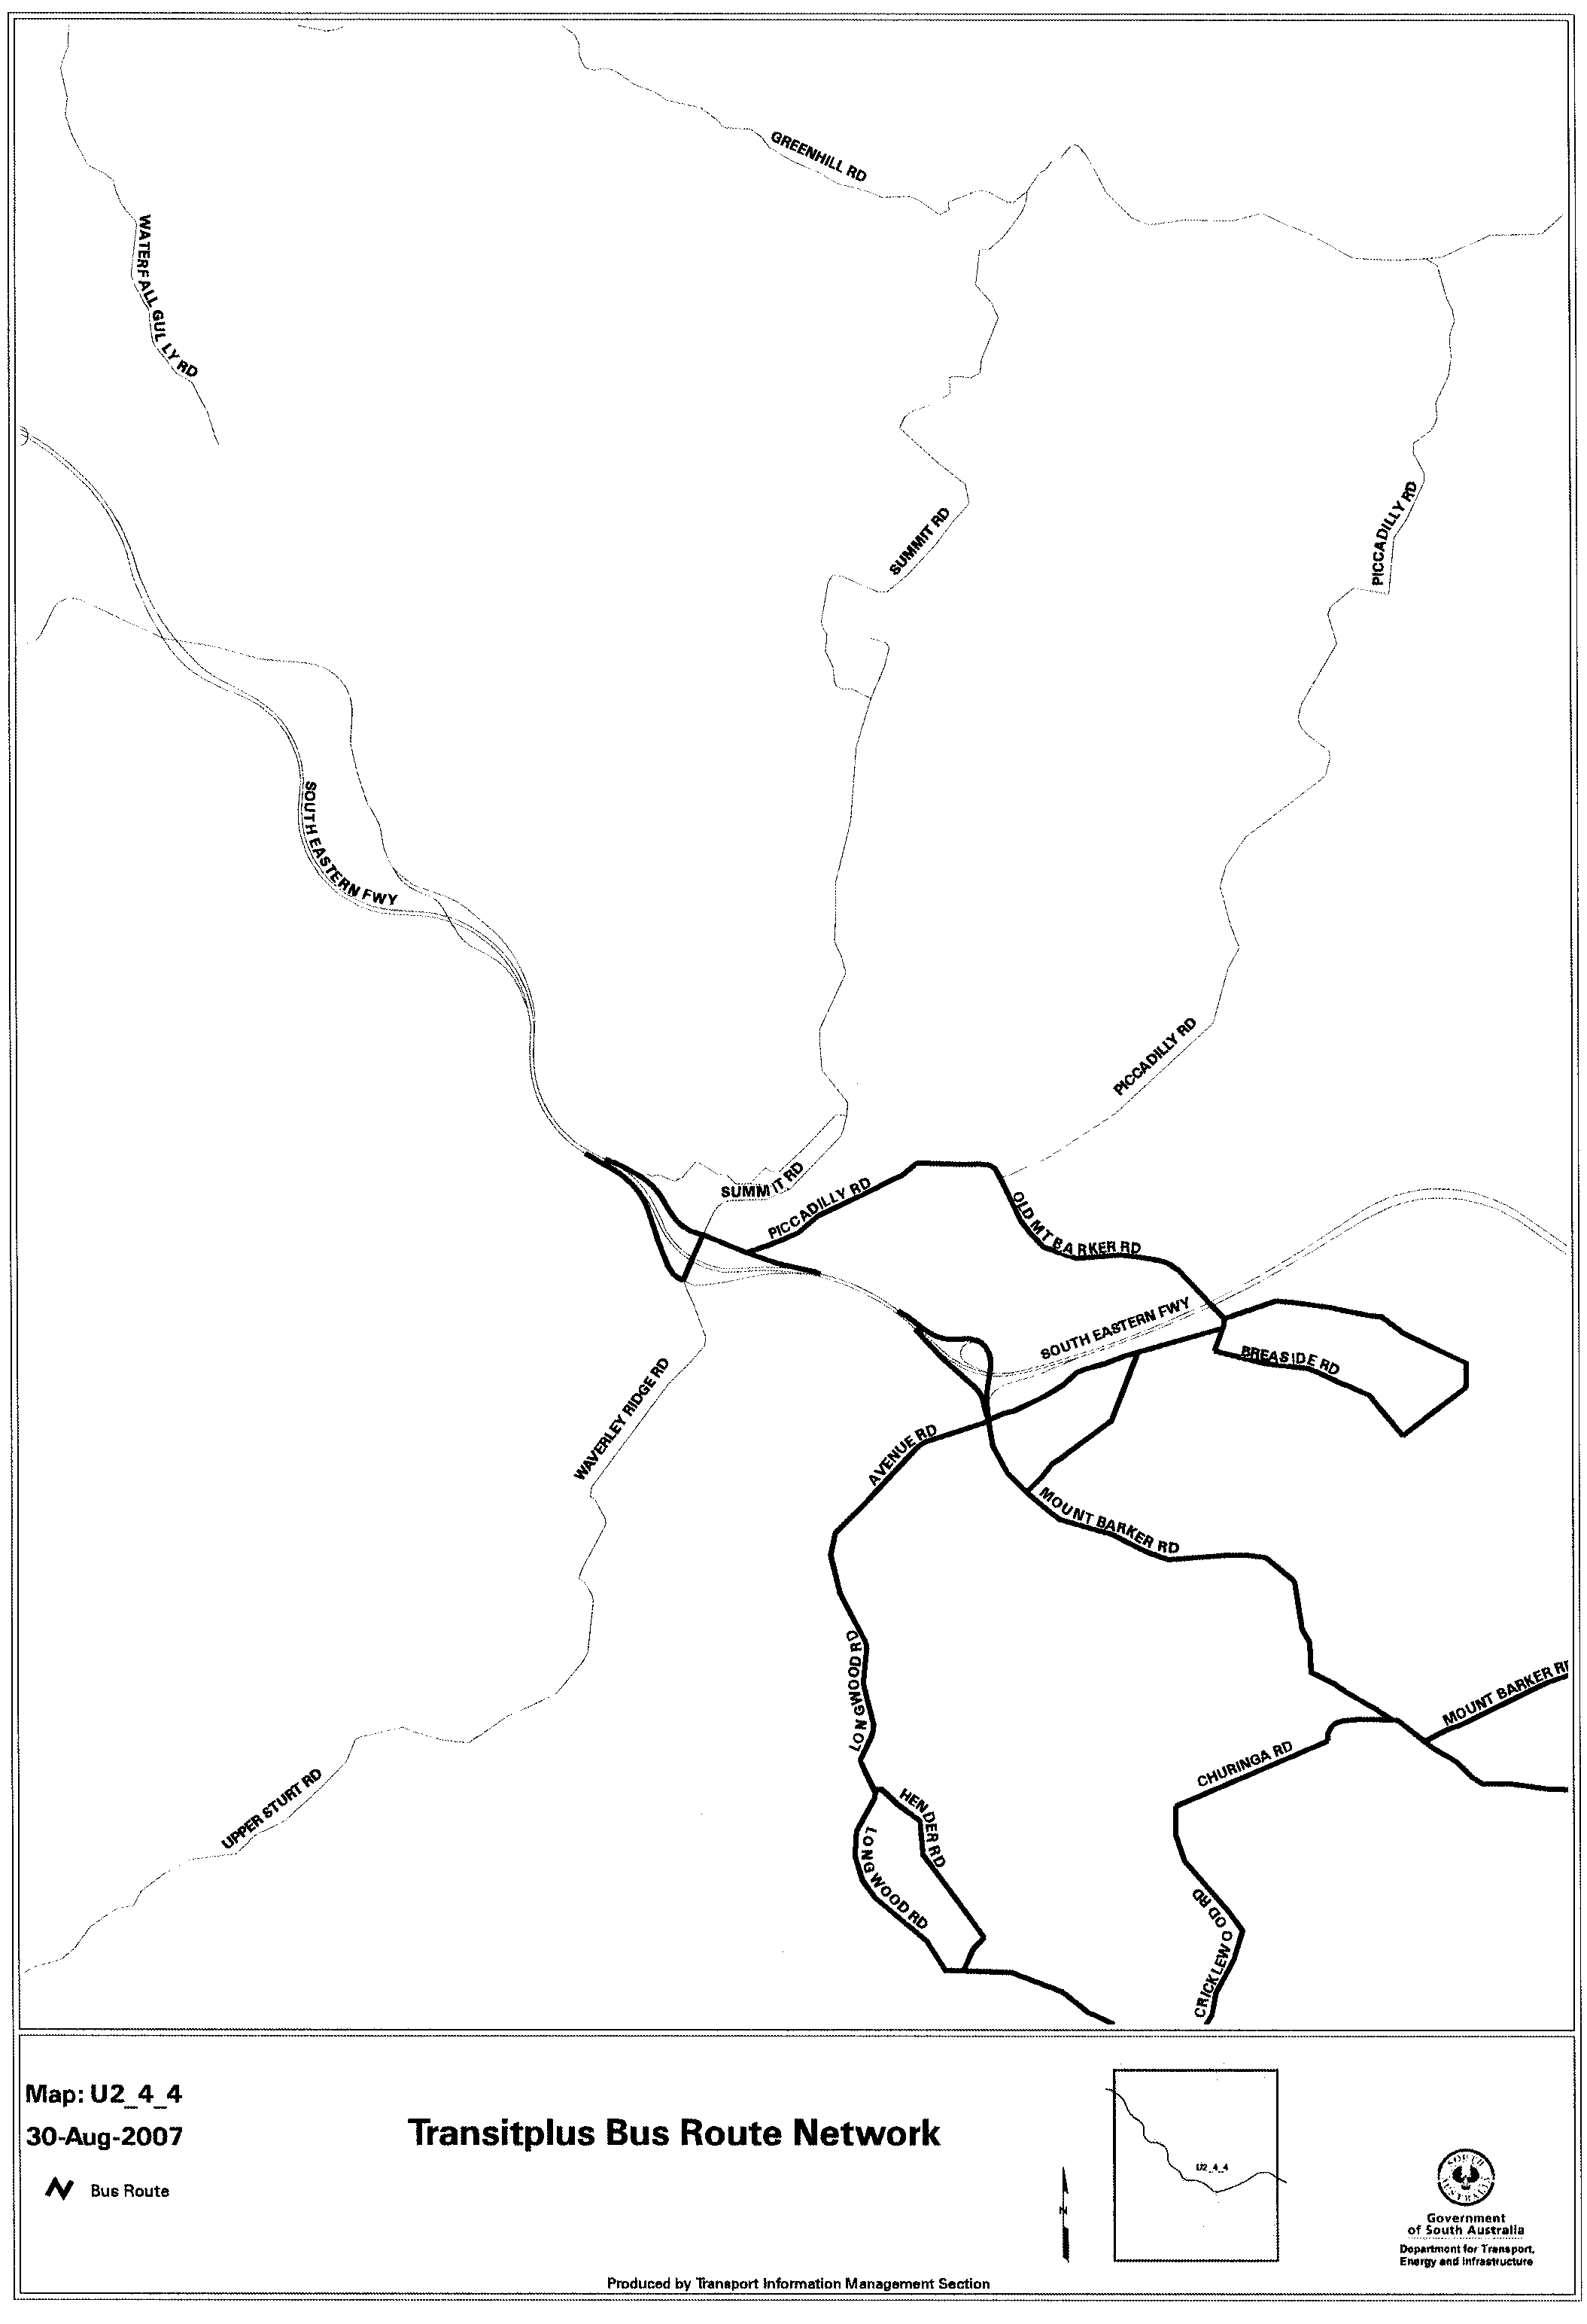 GREENHILL RD
WATERFALL GULLY RD
SUMMIT RD
PICCADILLY RD
SOUTH EASTERN FWY
PICCADILLY RD
SUMMIT RD
PICCADILLY RD
OLD MT BARKER RD
SOUTH EASTERN FWY
BREASIDE RD
WAVERLEY RIDGE RD
AVENUE RD
MOUNT BARKER RD
LONGWOOD RD
MOUNT BARKER RD
CHURINGA RD
UPPER STURT RD
HENDER RD
LONGWOOD RD
CRICKLEWOOD RD
Map: U2_4_4
30-Aug-2007
Bus Route
Transitplus Bus Route Network
N
U2_4_4
SOUTH
AUSTRALIA
Government
of South Australia
Department for Transport,
Energy and Infrastructure
Produced by Transport Information Management Section